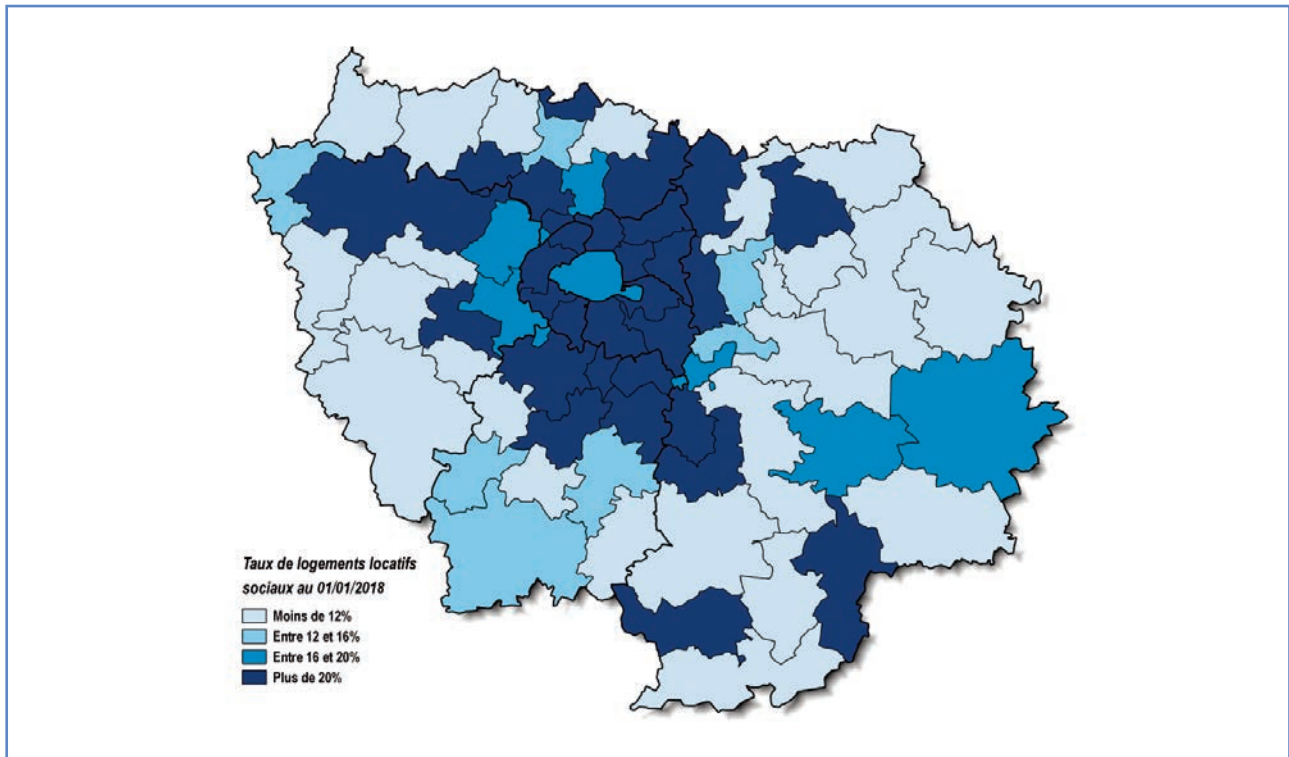 Taux de logements locatifs
sociaux au 01/01/2018
Moins de 12%
Entre 12 et 16%
Entre 16 et 20%
Plus de 20%